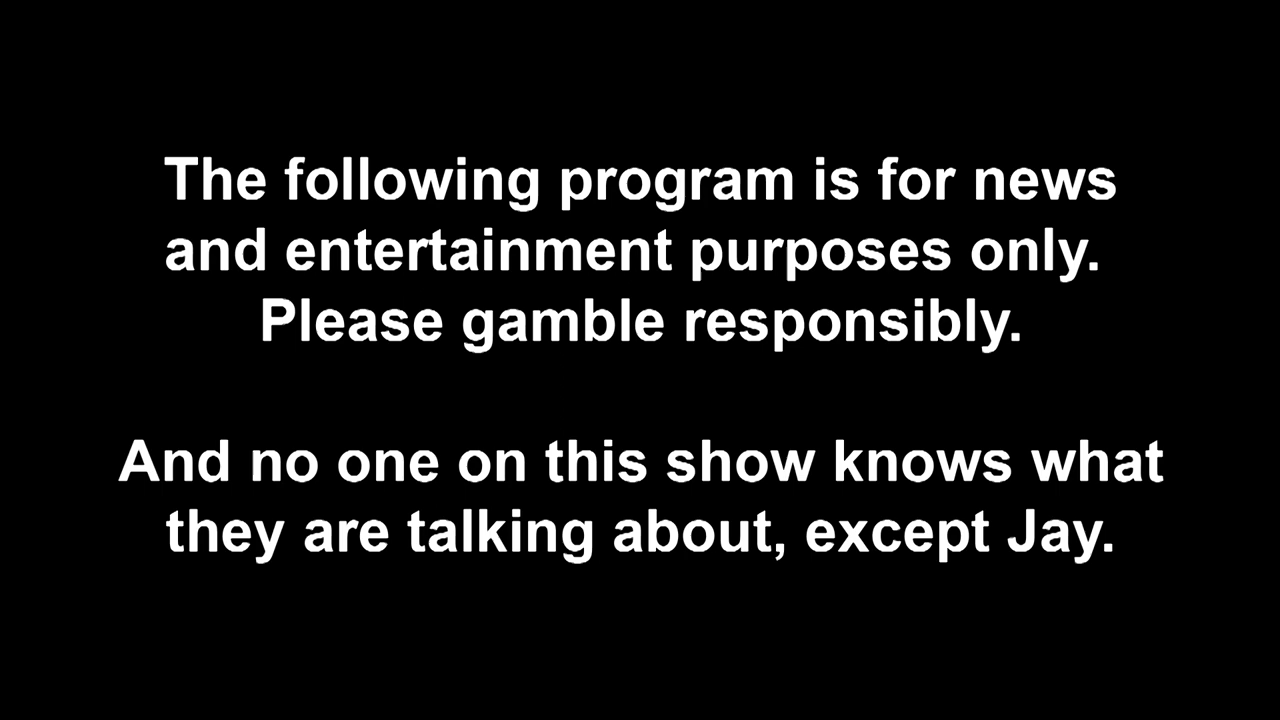 The following program is for news
and entertainment purposes only.
Please gamble responsibly.
And no one on this show knows what
they are talking about, except Jay.